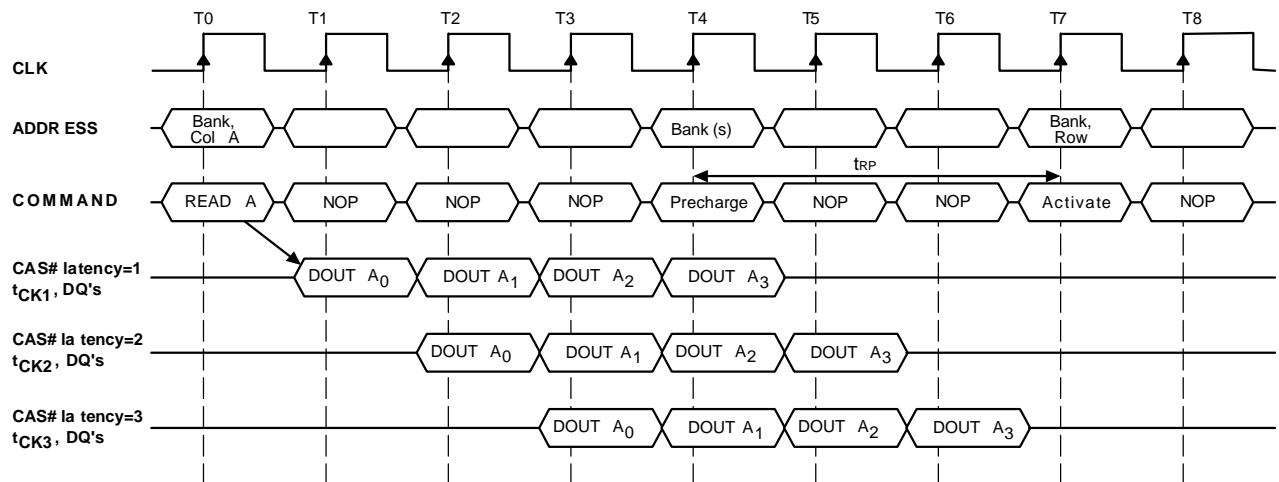 T0 T1 T2 T3 T4 T5 T6 T7 T8
CLK
ADDR ESS
Bank, Col A
Bank (s)
Bank, Row
tRP
COMMAND
READ A NOP NOP NOP Precharge NOP NOP Activate NOP
CAS# latency=1
tCK1, DQ's
DOUT A0 DOUT A1 DOUT A2 DOUT A3
CAS# la tency=2
tCK2, DQ's
DOUT A0 DOUT A1 DOUT A2 DOUT A3
CAS# la tency=3
tCK3, DQ's
DOUT A0 DOUT A1 DOUT A2 DOUT A3